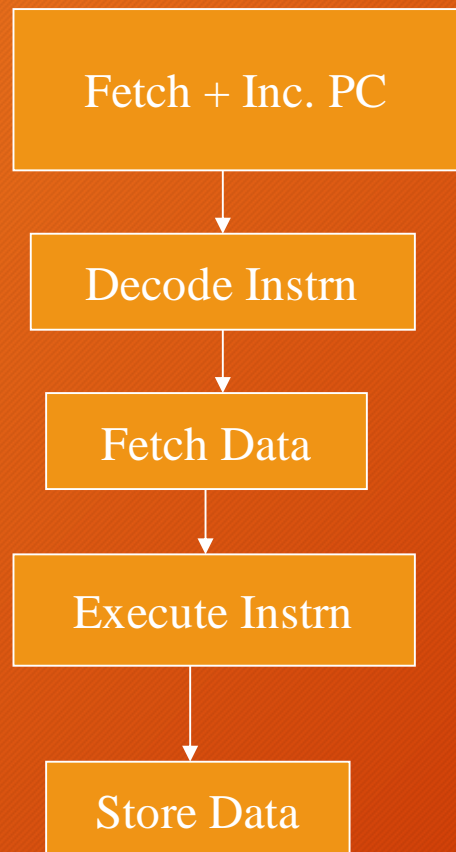 Fetch + Inc. PC
Decode Instrn
Fetch Data
Execute Instrn
Store Data